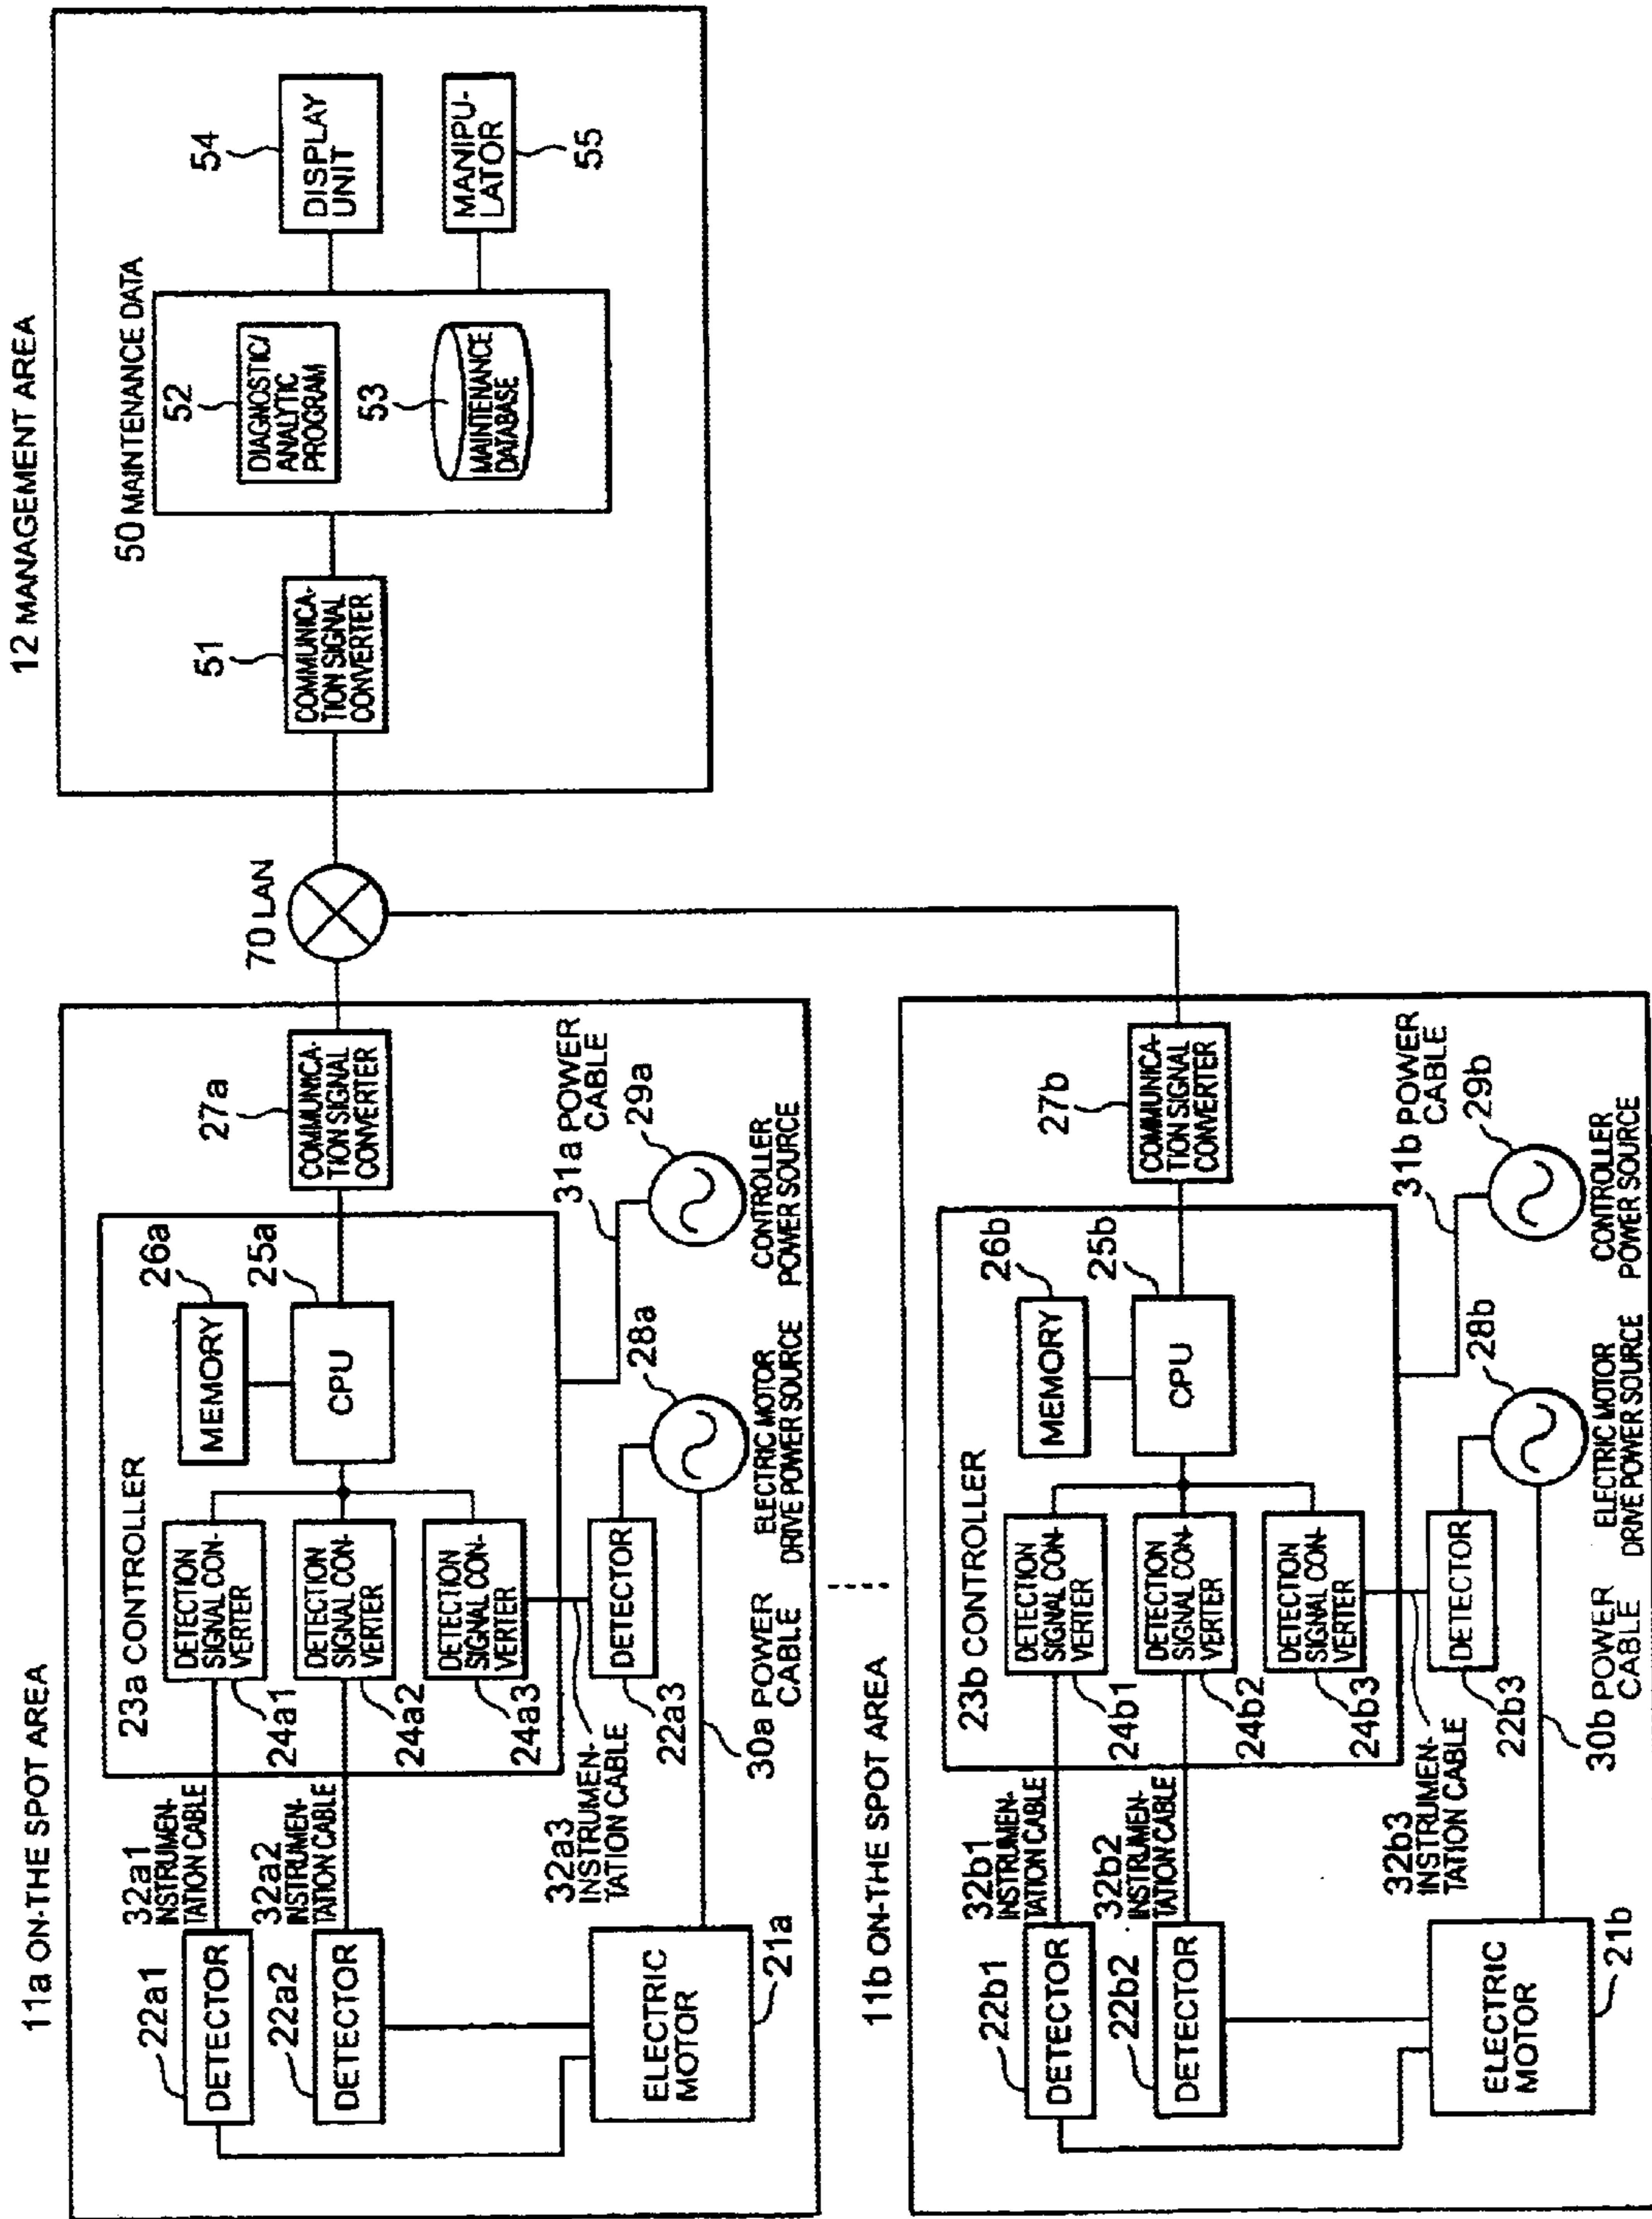 12 MANAGEMENT AREA
50 MAINTENANCE DATA
51
COMMUNICA-
TION SIGNAL
CONVERTER
52
DIAGNOSTIC/
ANALYTIC
PROGRAM
53
MAINTENANCE
DATABASE
54
DISPLAY
UNIT
MANIPU-
LATOR
55
70 LAN
11a ON-THE SPOT AREA
22a1
DETECTOR
32a1
INSTRUMEN-
TATION CABLE
22a2
DETECTOR
32a2
INSTRUMEN-
TATION CABLE
ELECTRIC
MOTOR
21a
23a CONTROLLER
DETECTION
SIGNAL CON-
VERTER
24a1
DETECTION
SIGNAL CON-
VERTER
24a2
DETECTION
SIGNAL CON-
VERTER
24a3
MEMORY
26a
CPU
25a
27a
COMMUNICA-
TION SIGNAL
CONVERTER
32a3
INSTRUMEN-
TATION CABLE
DETECTOR
22a3
30a POWER
CABLE
28a
ELECTRIC MOTOR
DRIVE POWER SOURCE
31a POWER
CABLE
29a
CONTROLLER
POWER SOURCE
11b ON-THE SPOT AREA
22b1
DETECTOR
32b1
INSTRUMEN-
TATION CABLE
22b2
DETECTOR
32b2
INSTRUMEN-
TATION CABLE
ELECTRIC
MOTOR
21b
23b CONTROLLER
DETECTION
SIGNAL CON-
VERTER
24b1
DETECTION
SIGNAL CON-
VERTER
24b2
DETECTION
SIGNAL CON-
VERTER
24b3
MEMORY
26b
CPU
25b
27b
COMMUNICA-
TION SIGNAL
CONVERTER
32b3
INSTRUMEN-
TATION CABLE
DETECTOR
22b3
30b POWER
CABLE
28b
ELECTRIC MOTOR
DRIVE POWER SOURCE
31b POWER
CABLE
29b
CONTROLLER
POWER SOURCE